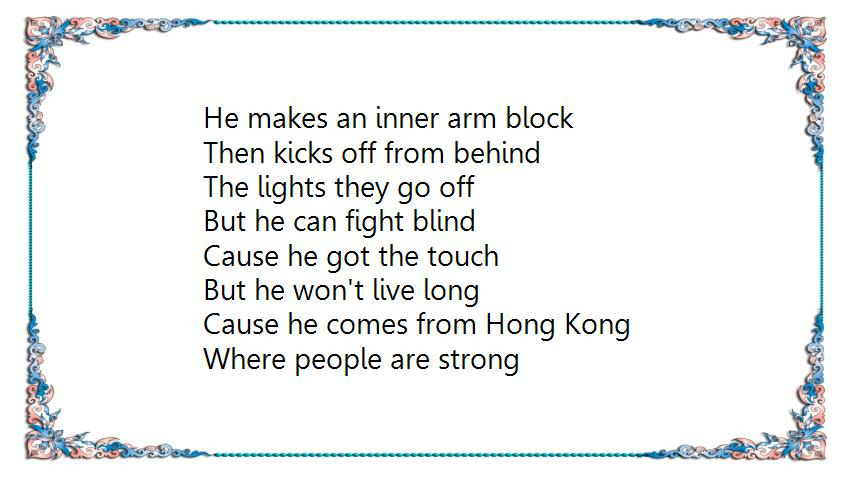 He makes an inner arm block
Then kicks off from behind
The lights they go off
But he can fight blind
Cause he got the touch
But he won't live long
Cause he comes from Hong Kong
Where people are strong